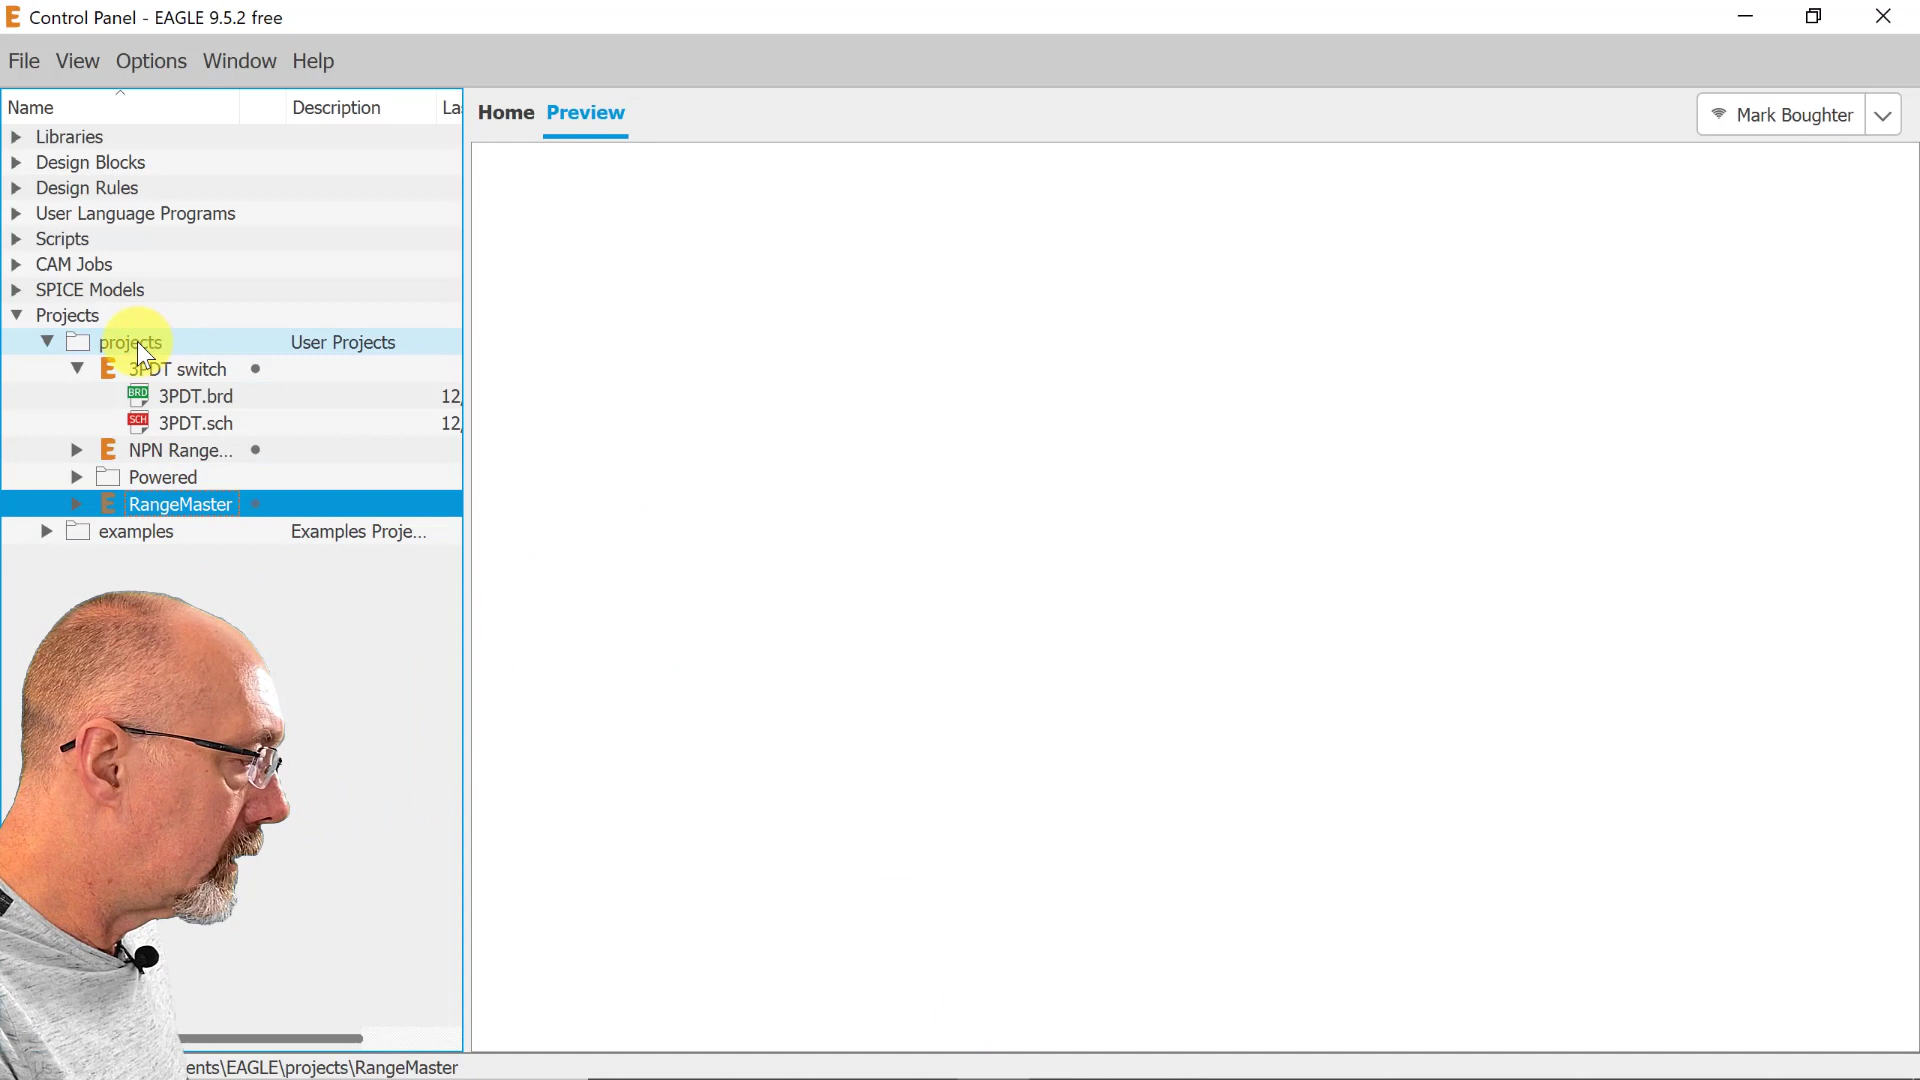 Control Panel - EAGLE 9.5.2 free
File View Options Window Help
Name Description
Home Preview
Mark Boughter
Libraries
Design Blocks
Design Rules
User Language Programs
Scripts
CAM Jobs
SPICE Models
Projects
projects User Projects
3PDT switch
BRD 3PDT.brd 12/
SCH 3PDT.sch 12/
NPN Range...
Powered
RangeMaster
examples Examples Proje...
ents\EAGLE\projects\RangeMaster